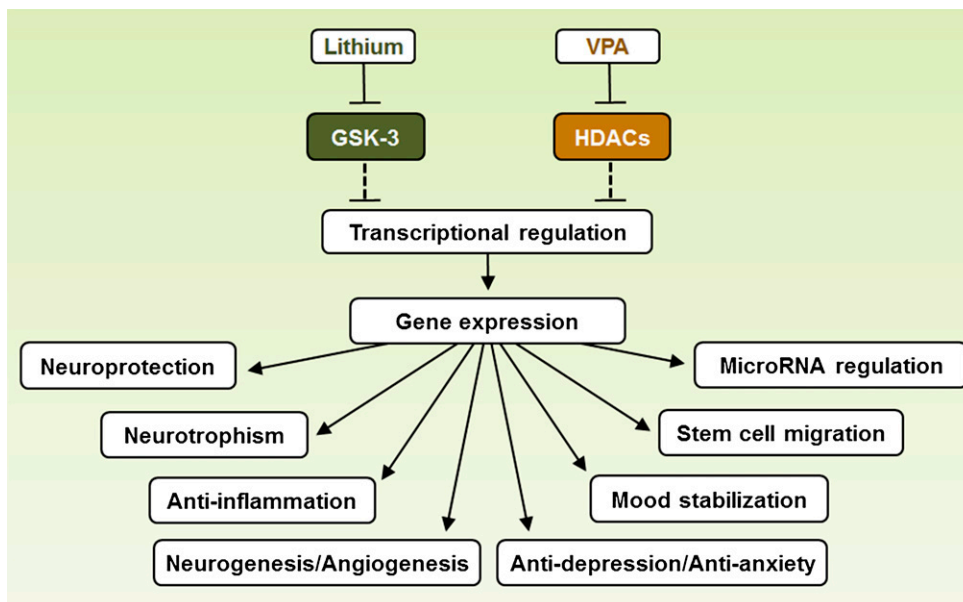 Lithium
VPA
GSK-3
HDACs
Transcriptional regulation
Gene expression
Neuroprotection
MicroRNA regulation
Neurotrophism
Stem cell migration
Anti-inflammation
Mood stabilization
Neurogenesis/Angiogenesis
Anti-depression/Anti-anxiety